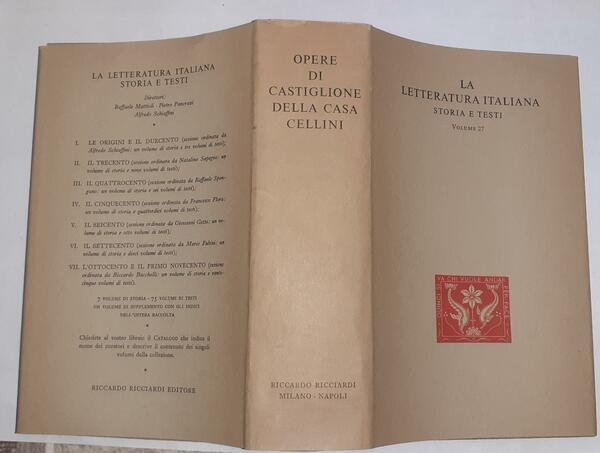 LA LETTERATURA ITALIANA
STORIA E TESTI
Direttori:
Raffaele Mattioli · Pietro Pancrazi
Alfredo Schiaffini
*
I. LE ORIGINI E IL DUECENTO (sezione ordinata da
Alfredo Schiaffini: un volume di storia e tre volumi di testi);
II. IL TRECENTO (sezione ordinata da Natalino Sapegno: un
volume di storia e nove volumi di testi);
III. IL QUATTROCENTO (sezione ordinata da Raffaele Spon-
gano: un volume di storia e sei volumi di testi);
IV. IL CINQUECENTO (sezione ordinata da Francesco Flora:
un volume di storia e quattordici volumi di testi);
V. IL SEICENTO (sezione ordinata da Giovanni Getto: un vo-
lume di storia e otto volumi di testi);
VI. IL SETTECENTO (sezione ordinata da Mario Fubini: un
volume di storia e dieci volumi di testi);
VII. L'OTTOCENTO E IL PRIMO NOVECENTO (sezione
ordinata da Riccardo Bacchelli: un volume di storia e venti-
cinque volumi di testi).
7 VOLUMI DI STORIA - 75 VOLUMI DI TESTI
UN VOLUME DI SUPPLEMENTO CON GLI INDICI
DELL'INTERA RACCOLTA
*
Chiedete al vostro libraio il CATALOGO che indica il
nome dei curatori e descrive il contenuto dei singoli
volumi della collezione.
*
RICCARDO RICCIARDI EDITORE
OPERE
DI
CASTIGLIONE
DELLA CASA
CELLINI
RICCARDO RICCIARDI
MILANO · NAPOLI
LA
LETTERATURA ITALIANA
STORIA E TESTI
VOLUME 27
QUINCI SI VA CHI VUOLE ANDAR PER PACE